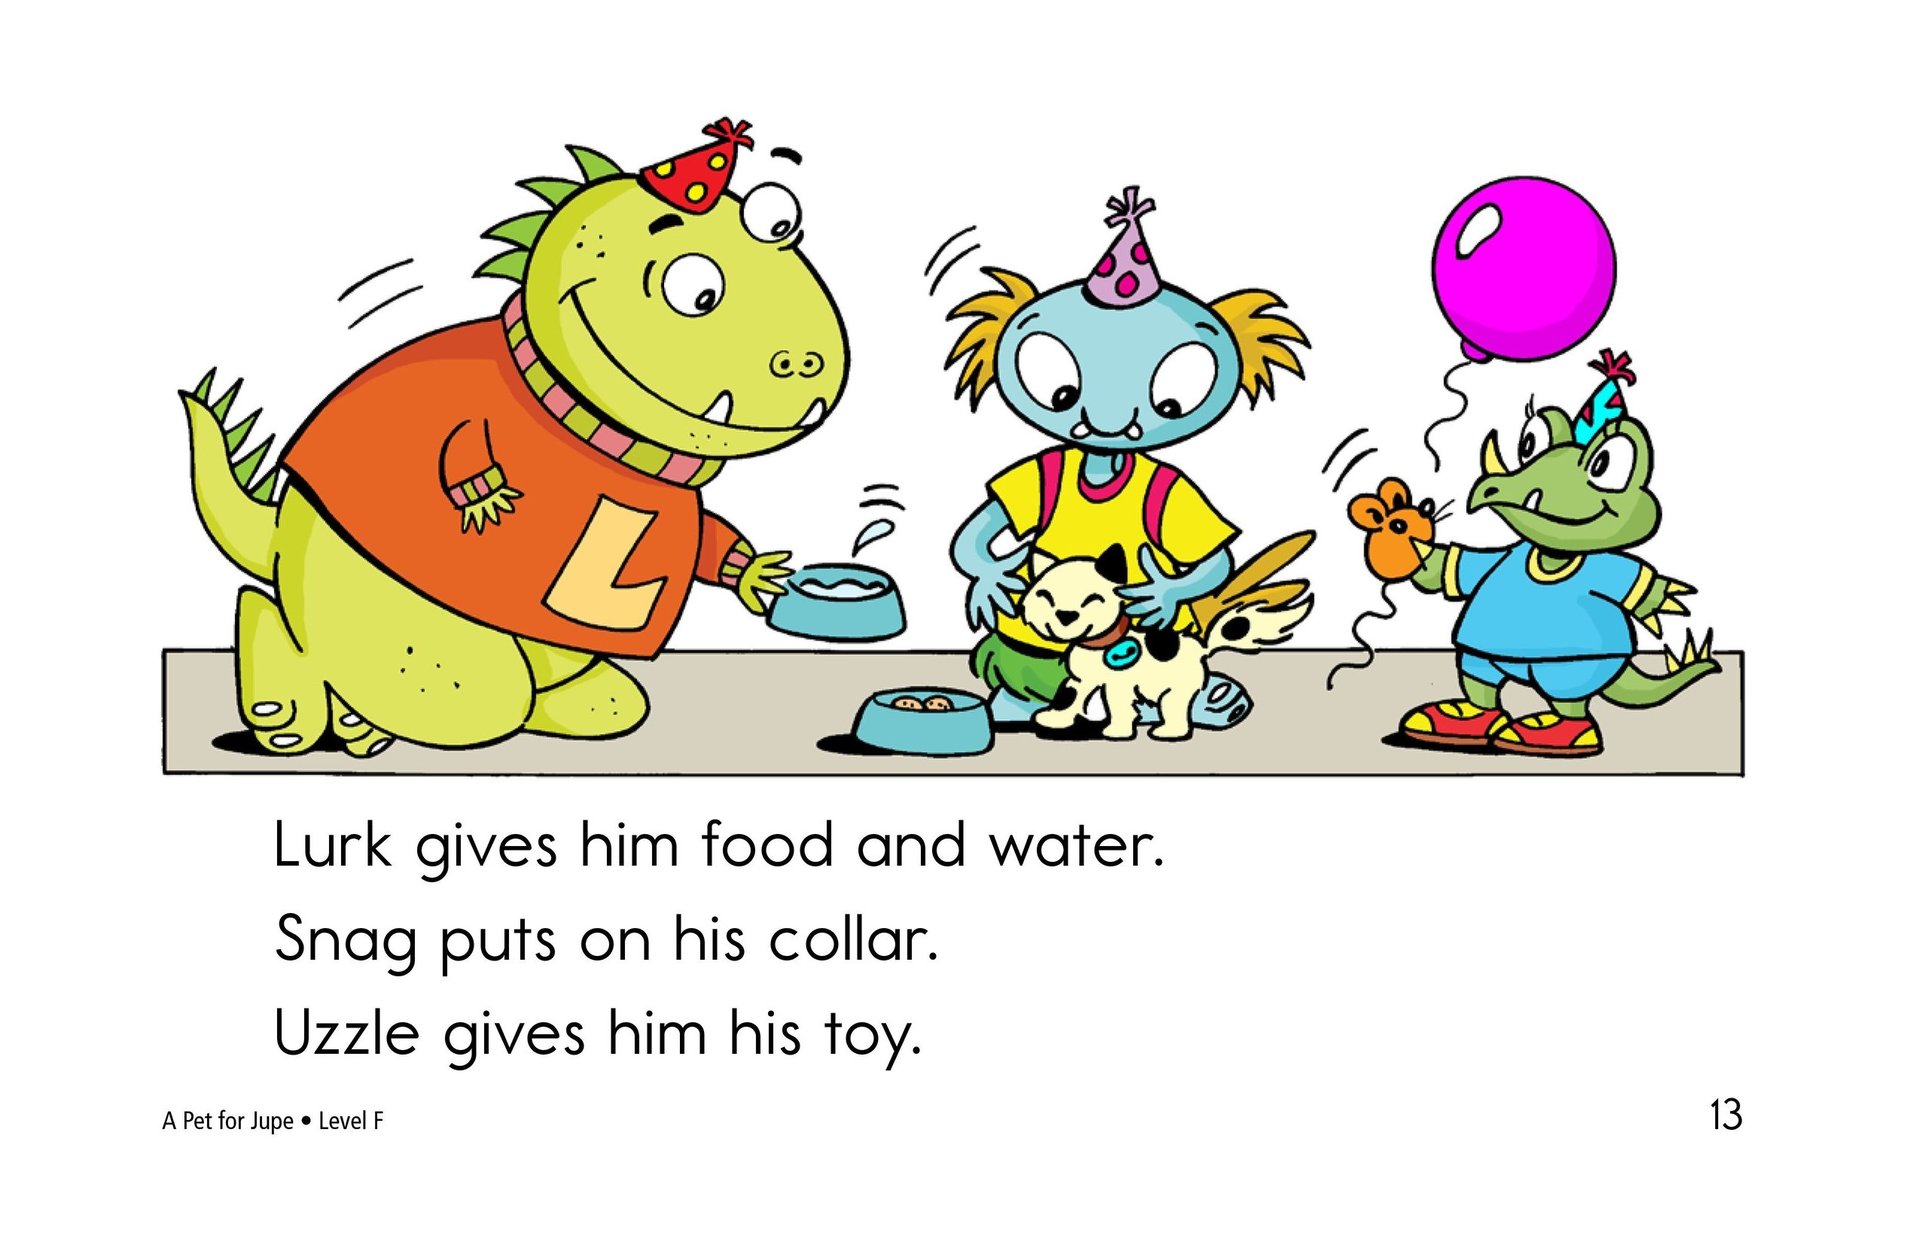 L
Lurk gives him food and water.
Snag puts on his collar.
Uzzle gives him his toy.
A Pet for Jupe • Level F
13